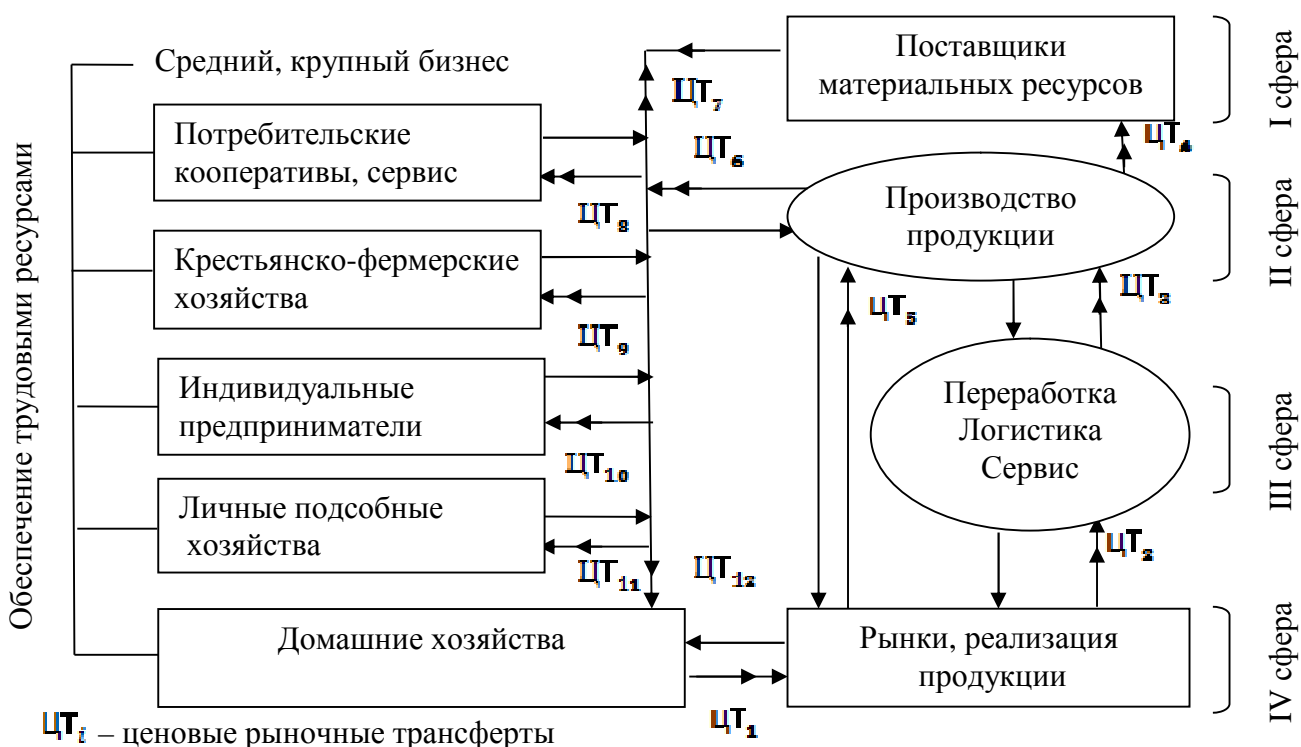 Обеспечение трудовыми ресурсами
Средний, крупный бизнес
Потребительские
кооперативы, сервис
Крестьянско-фермерские
хозяйства
Индивидуальные
предприниматели
Личные подсобные
хозяйства
Домашние хозяйства
ЦТ7
ЦТ6
ЦТ8
ЦТ9
ЦТ10
ЦТ11
ЦТ12
ЦТ1
Поставщики
материальных ресурсов
ЦТ4
Производство
продукции
ЦТ5
ЦТ3
Переработка
Логистика
Сервис
ЦТ2
Рынки, реализация
продукции
I сфера
II сфера
III сфера
IV сфера
ЦТi – ценовые рыночные трансферты